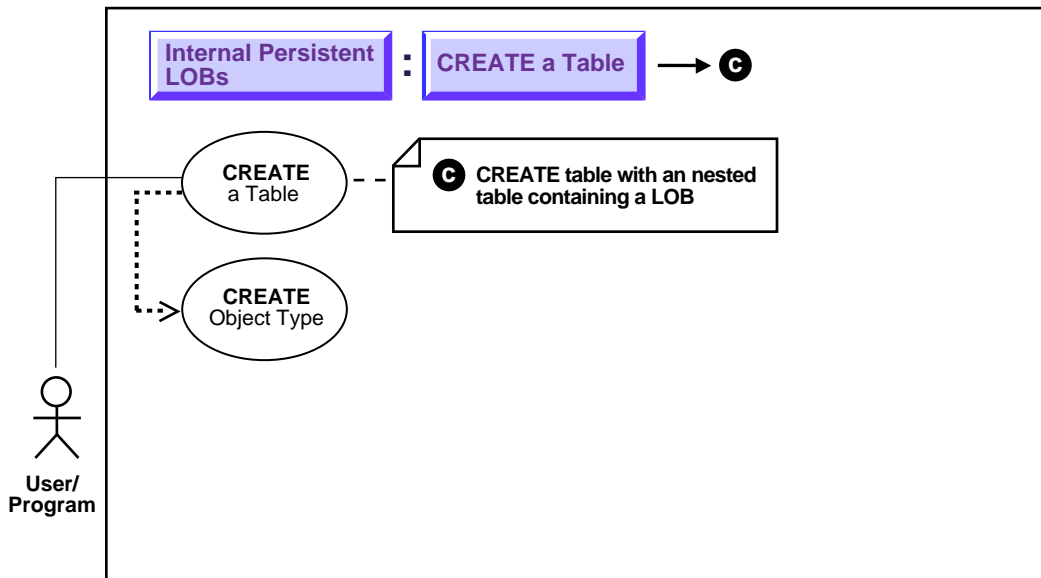 Internal Persistent
LOBs
:
CREATE a Table
C
CREATE
a Table
C
CREATE table with an nested
table containing a LOB
CREATE
Object Type
User/
Program